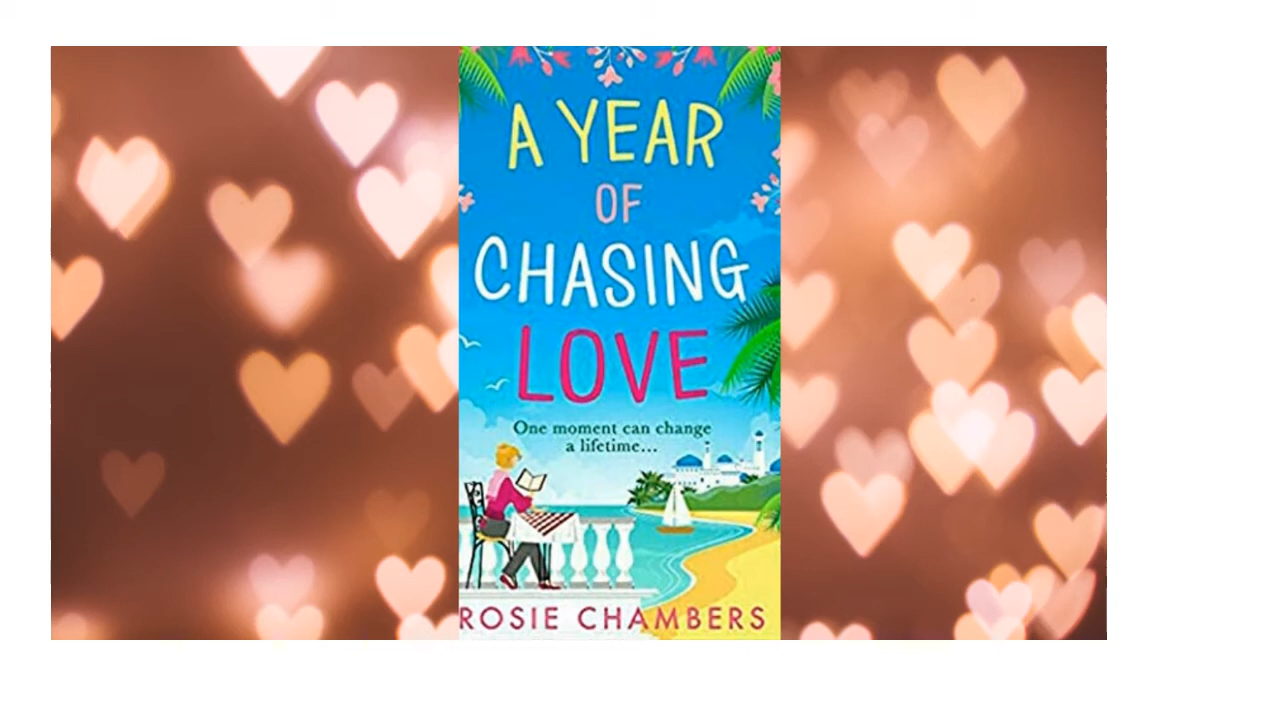 A YEAR
OF
CHASING
LOVE
One moment can change
a lifetime...
ROSIE CHAMBERS